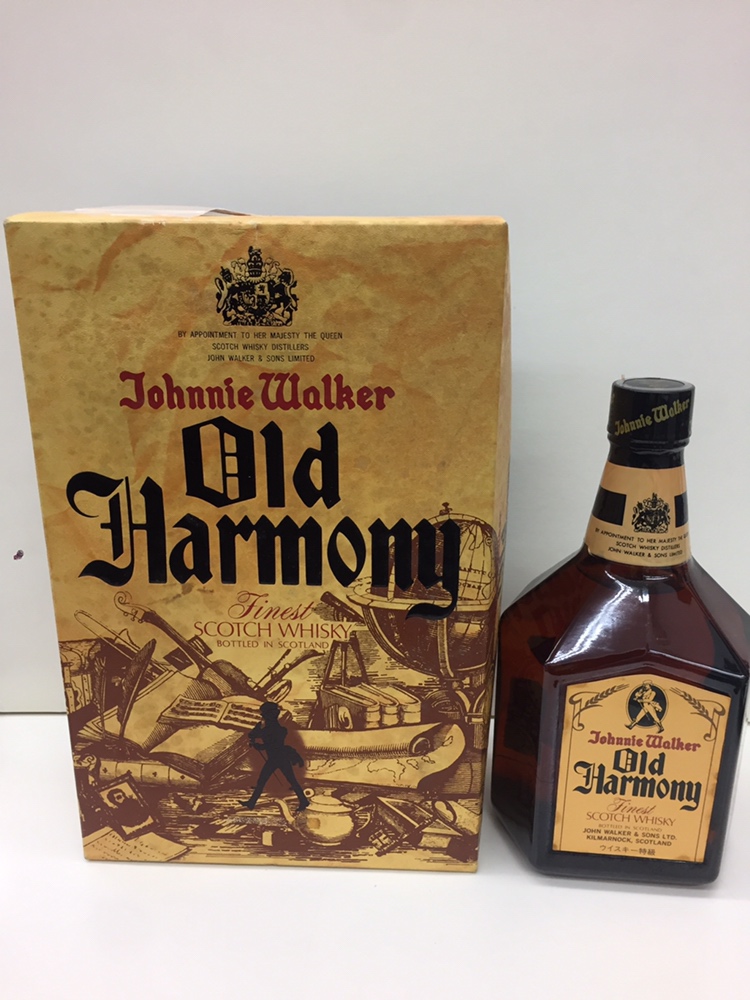 BY APPOINTMENT TO HER MAJESTY THE QUEEN
SCOTCH WHISKY DISTILLERS
JOHN WALKER & SONS LIMITED
Johnnie Walker
Old
Harmony
Finest
SCOTCH WHISKY
BOTTLED IN SCOTLAND
Johnnie Walker
BY APPOINTMENT TO HER MAJESTY THE
SCOTCH WHISKY DISTILLERS
JOHN WALKER & SONS LIMITED
Johnnie Walker
Old
Harmony
Finest
SCOTCH WHISKY
BOTTLED IN SCOTLAND
JOHN WALKER & SONS LTD.
KILMARNOCK, SCOTLAND
ウイスキー特級